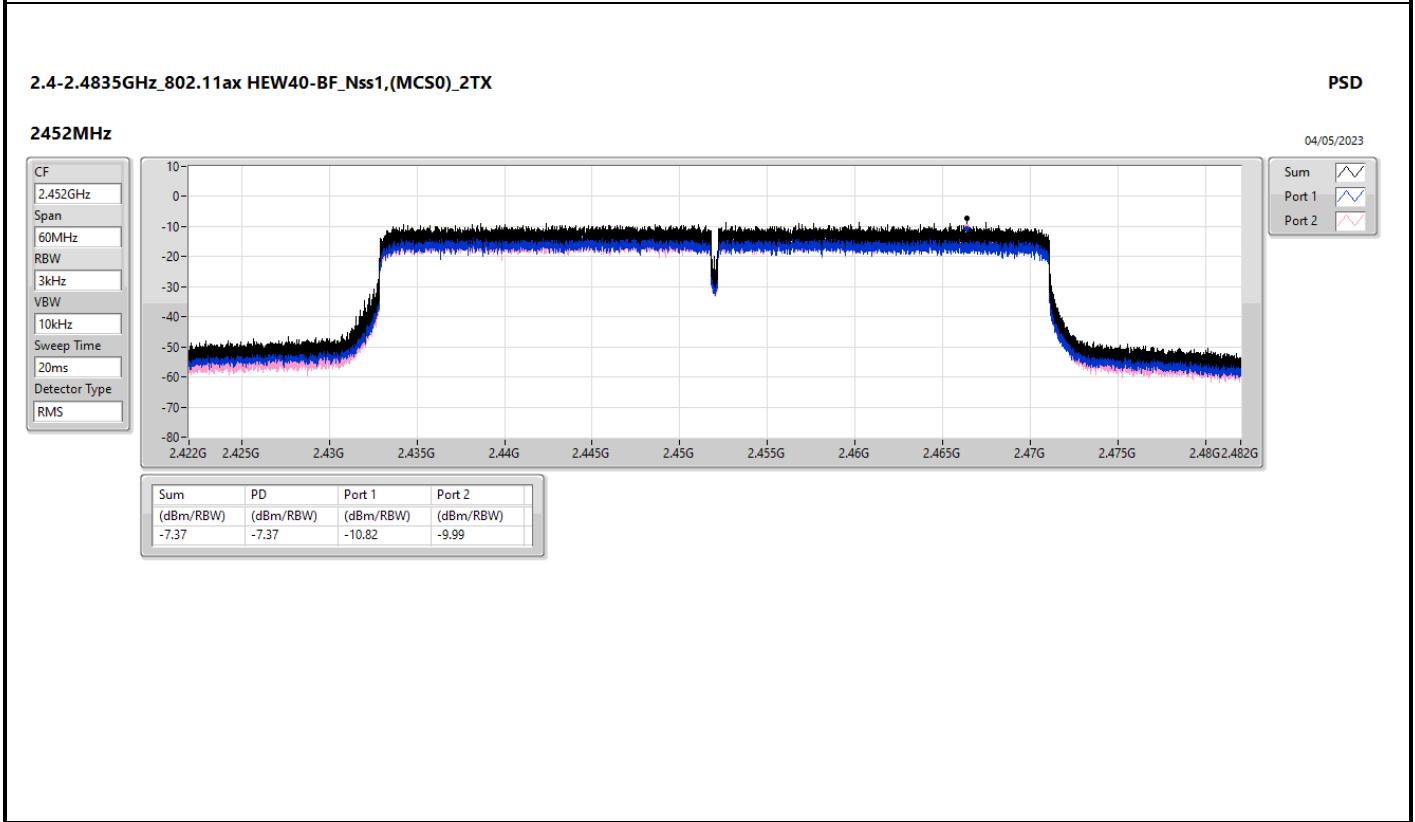 2.4-2.4835GHz_802.11ax HEW40-BF_Nss1,(MCS0)_2TX
PSD
2452MHz
04/05/2023
CF
2.452GHz
Span
60MHz
RBW
3kHz
VBW
10kHz
Sweep Time
20ms
Detector Type
RMS
10
0
-10
-20
-30
-40
-50
-60
-70
-80
2.422G 2.425G 2.43G 2.435G 2.44G 2.445G 2.45G 2.455G 2.46G 2.465G 2.47G 2.475G 2.48G 2.482G
Sum
Port 1
Port 2
Sum PD Port 1 Port 2
(dBm/RBW) (dBm/RBW) (dBm/RBW) (dBm/RBW)
-7.37 -7.37 -10.82 -9.99